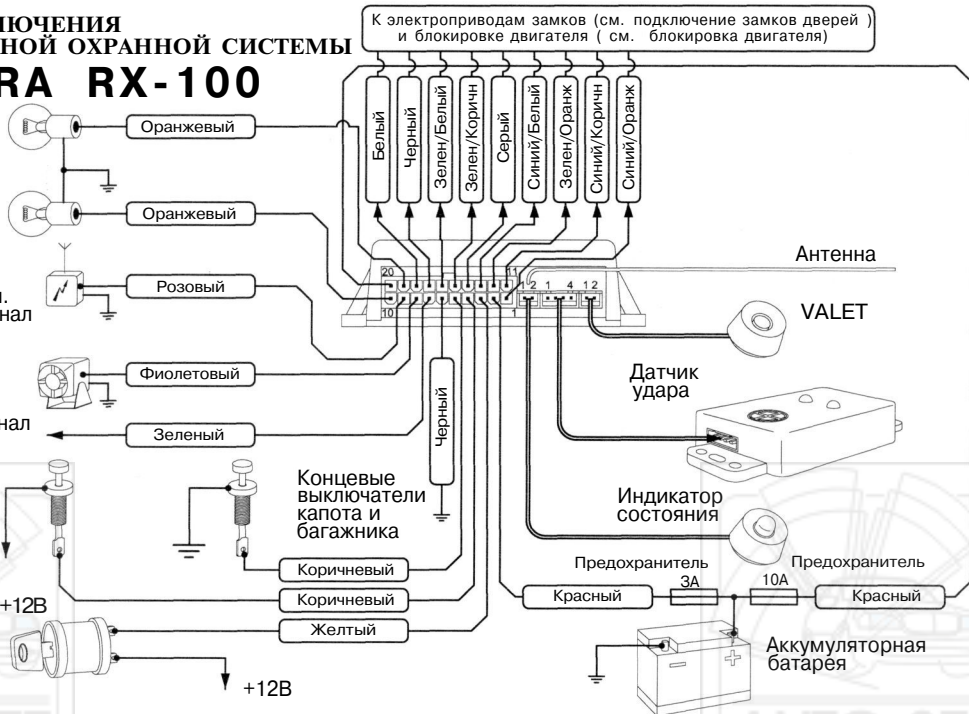 ЛЮЧЕНИЯ
НОЙ ОХРАННОЙ СИСТЕМЫ
RA RX-100
К электроприводам замков (см. подключение замков дверей )
и блокировке двигателя ( см. блокировка двигателя)
Белый
Черный
Зелен/Белый
Зелен/Коричн
Серый
Синий/Белый
Зелен/Оранж
Синий/Коричн
Синий/Оранж
Оранжевый
Оранжевый
Розовый
л.
нал
Фиолетовый
нал
Зеленый
Черный
20
11
10
1
1 2
1 4
1 2
Антенна
VALET
Датчик
удара
Индикатор
состояния
Концевые
выключатели
капота и
багажника
Коричневый
Коричневый
Желтый
+12В
+12В
Предохранитель
3А
Красный
Предохранитель
10А
Красный
Аккумуляторная
батарея